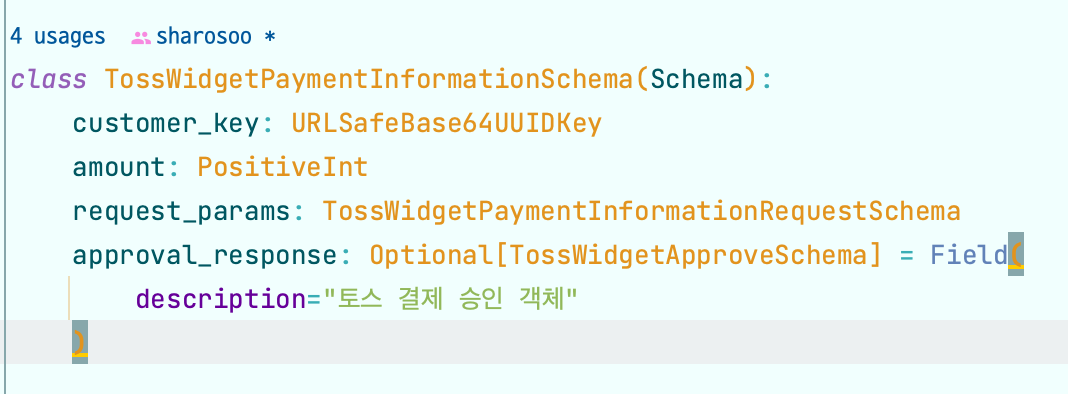 4 usages sharosoo *
class TossWidgetPaymentInformationSchema(Schema):
    customer_key: URLSafeBase64UUIDKey
    amount: PositiveInt
    request_params: TossWidgetPaymentInformationRequestSchema
    approval_response: Optional[TossWidgetApproveSchema] = Field(
        description="토스 결제 승인 객체"
    )